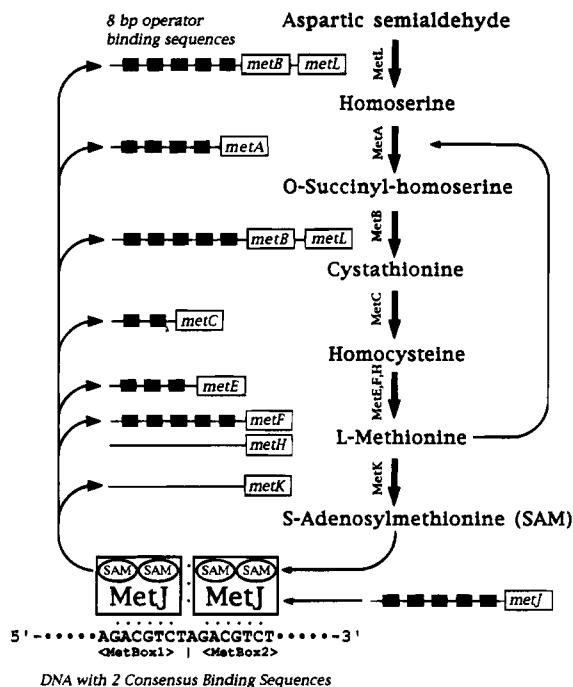 8 bp operator
binding sequences
Aspartic semialdehyde
metB metL
MetL
Homoserine
metA
MetA
O-Succinyl-homoserine
metB metL
MetB
Cystathionine
metC
MetC
Homocysteine
metE
MetE,F,H
metF
metH
L-Methionine
metK
MetK
S-Adenosylmethionine (SAM)
SAM SAM SAM SAM
MetJ MetJ
metJ
5'-•••••AGACGTCTAGACGTCT•••••-3'
<MetBox1> | <MetBox2>
DNA with 2 Consensus Binding Sequences